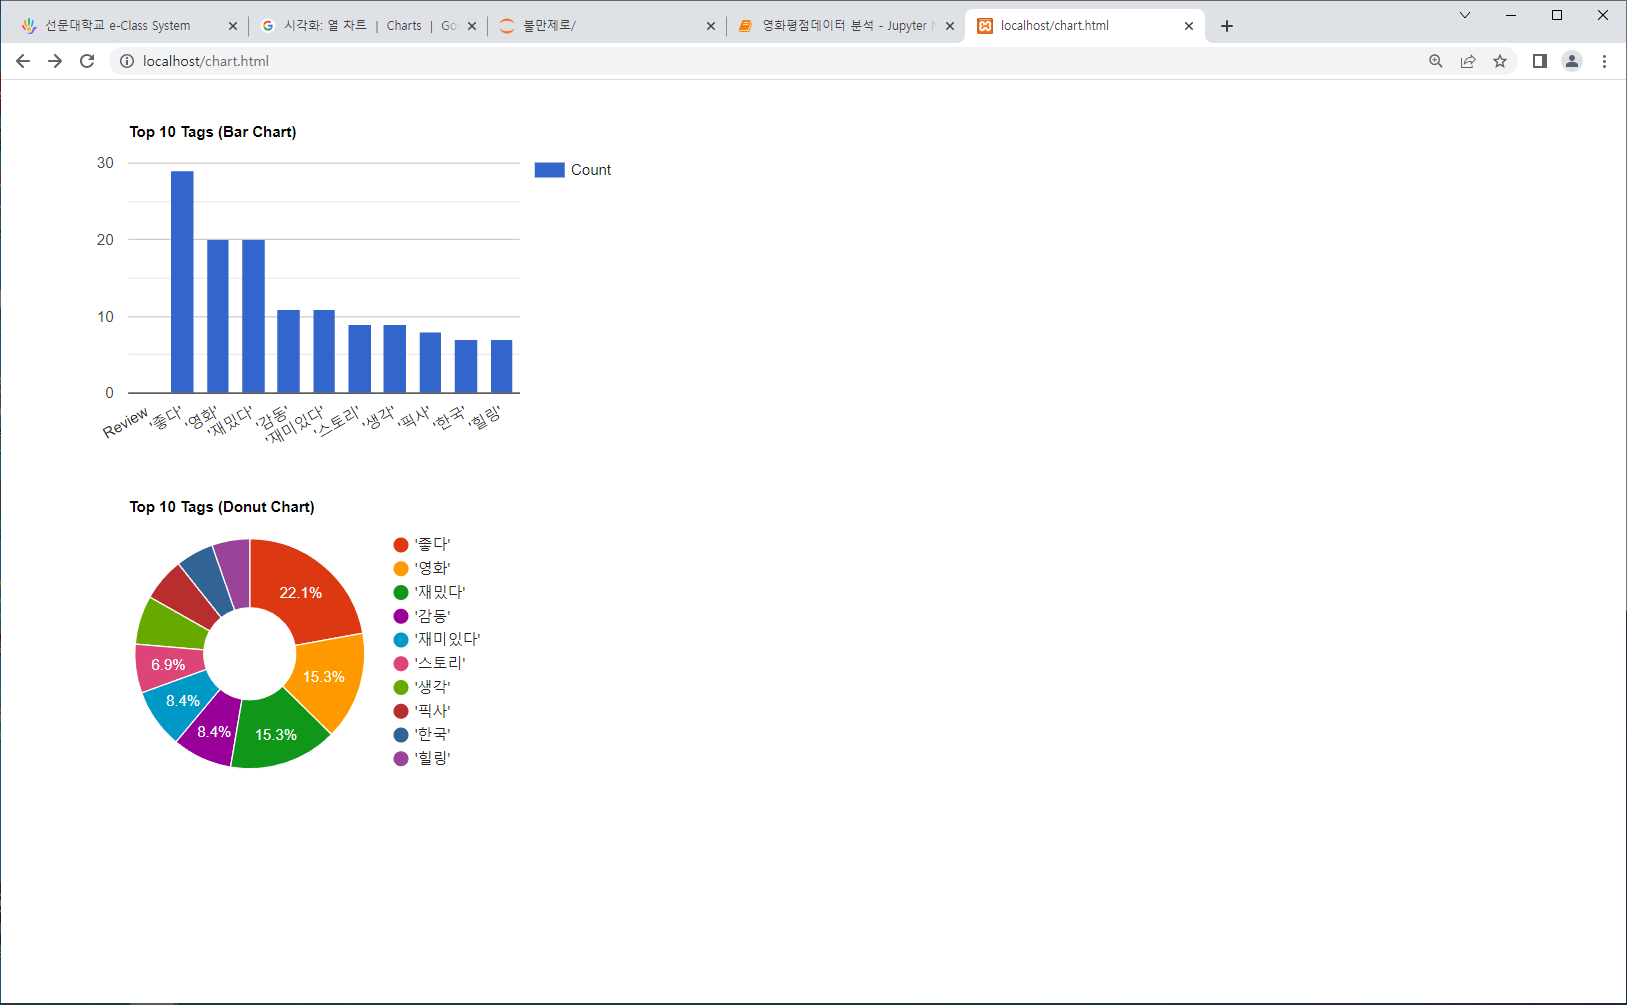 선문대학교 e-Class System
시각화: 열 차트 | Charts | Go
불만제로/
영화평점데이터 분석 - Jupyter N
localhost/chart.html
localhost/chart.html
Top 10 Tags (Bar Chart)
30
20
10
0
Count
Review
'좋다'
'영화'
'재밌다'
'감동'
'재미있다'
'스토리'
'생각'
'픽사'
'한국'
'힐링'
Top 10 Tags (Donut Chart)
22.1%
15.3%
15.3%
8.4%
8.4%
6.9%
'좋다'
'영화'
'재밌다'
'감동'
'재미있다'
'스토리'
'생각'
'픽사'
'한국'
'힐링'